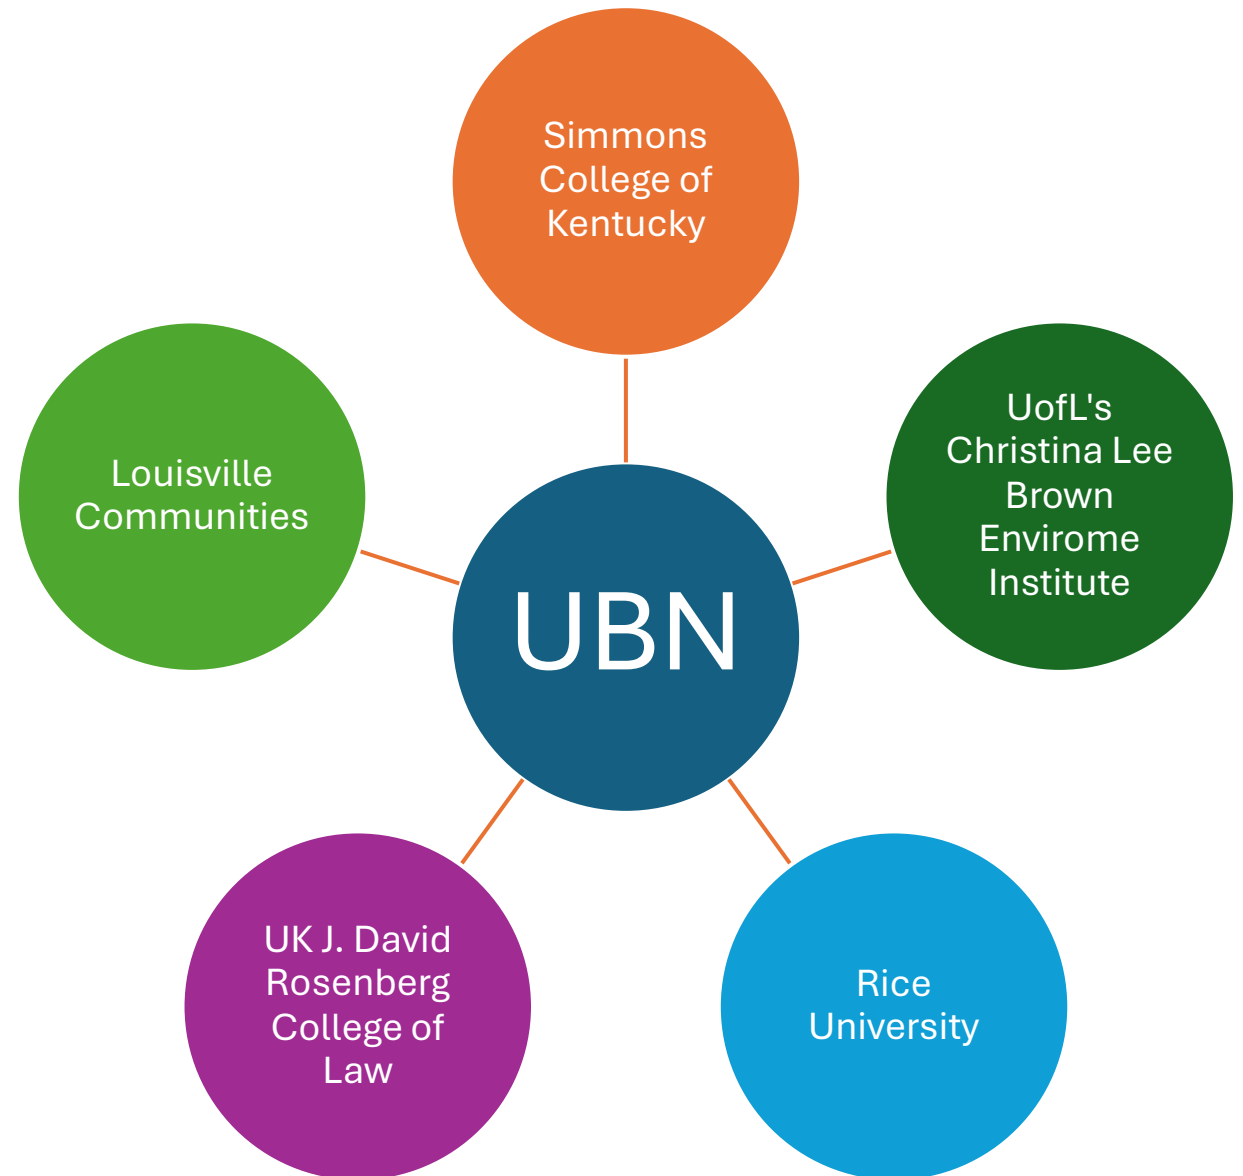 Simmons
College of
Kentucky
Louisville
Communities
UofL's
Christina Lee
Brown
Envirome
Institute
UBN
UK J. David
Rosenberg
College of
Law
Rice
University